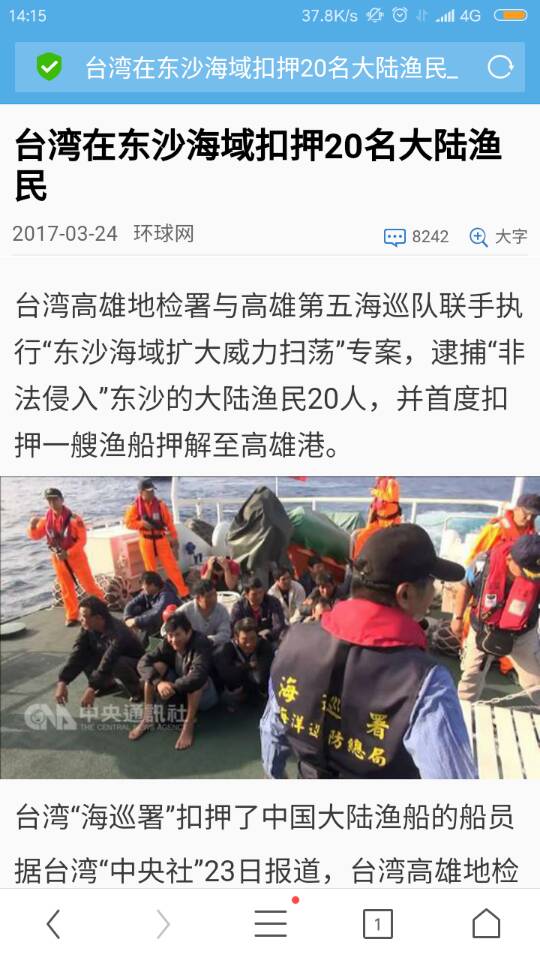 14:15 37.8K/s 4G
台湾在东沙海域扣押20名大陆渔民_
台湾在东沙海域扣押20名大陆渔
民
2017-03-24 环球网 8242 大字
台湾高雄地检署与高雄第五海巡队联手执
行“东沙海域扩大威力扫荡”专案，逮捕“非
法侵入”东沙的大陆渔民20人，并首度扣
押一艘渔船押解至高雄港。
海巡署
海洋巡防總局
CNA 中央通訊社
THE CENTRAL NEWS AGENCY
台湾“海巡署”扣押了中国大陆渔船的船员
据台湾“中央社”23日报道，台湾高雄地检
1